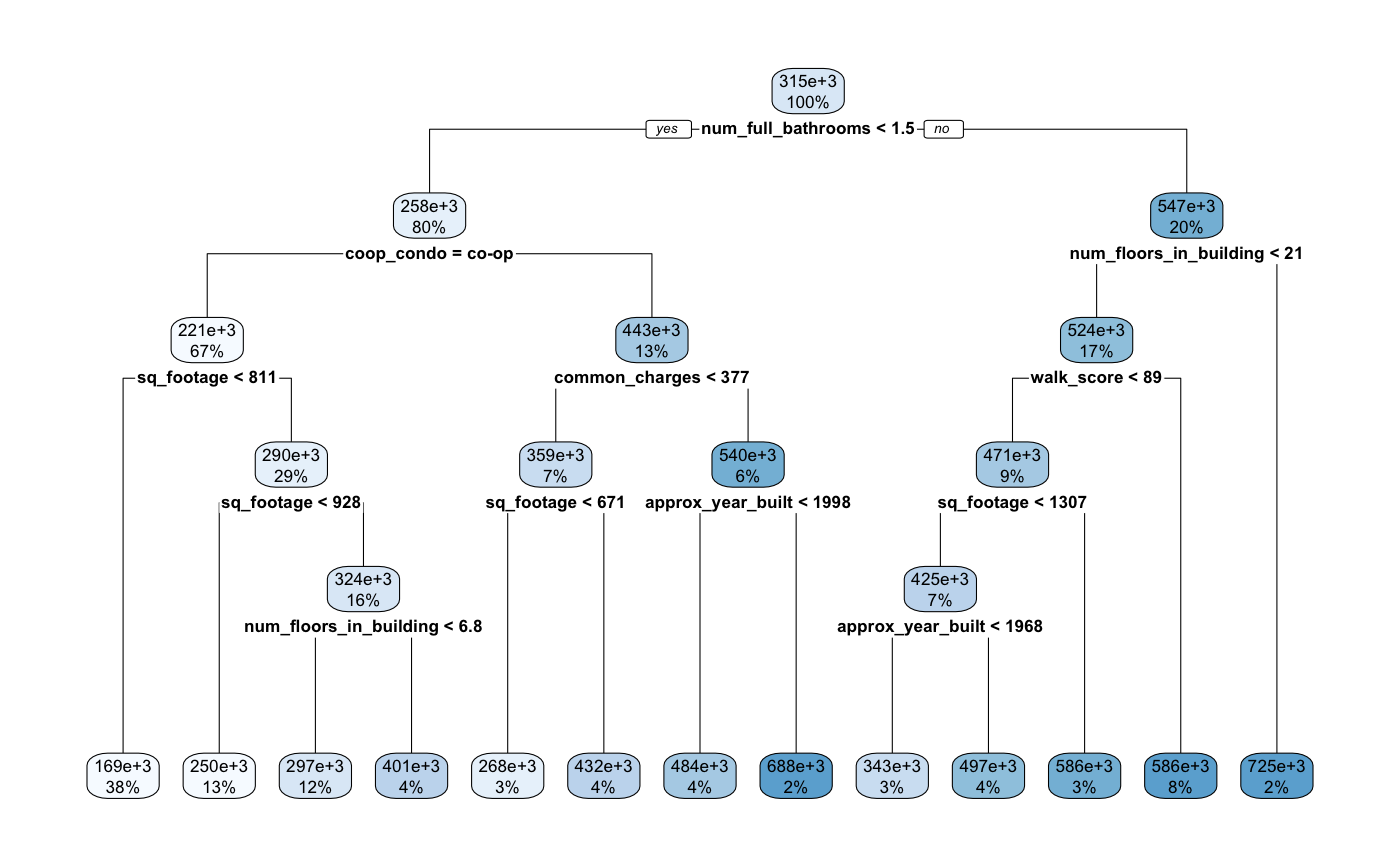 315e+3
100%
yes
num_full_bathrooms < 1.5
no
258e+3
80%
547e+3
20%
coop_condo = co-op
num_floors_in_building < 21
221e+3
67%
443e+3
13%
524e+3
17%
sq_footage < 811
common_charges < 377
walk_score < 89
290e+3
29%
359e+3
7%
540e+3
6%
471e+3
9%
sq_footage < 928
sq_footage < 671
approx_year_built < 1998
sq_footage < 1307
324e+3
16%
425e+3
7%
num_floors_in_building < 6.8
approx_year_built < 1968
169e+3
38%
250e+3
13%
297e+3
12%
401e+3
4%
268e+3
3%
432e+3
4%
484e+3
4%
688e+3
2%
343e+3
3%
497e+3
4%
586e+3
3%
586e+3
8%
725e+3
2%